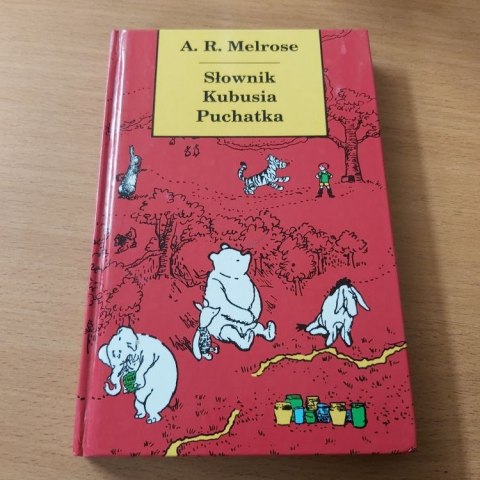 A. R. Melrose
Słownik
Kubusia
Puchatka